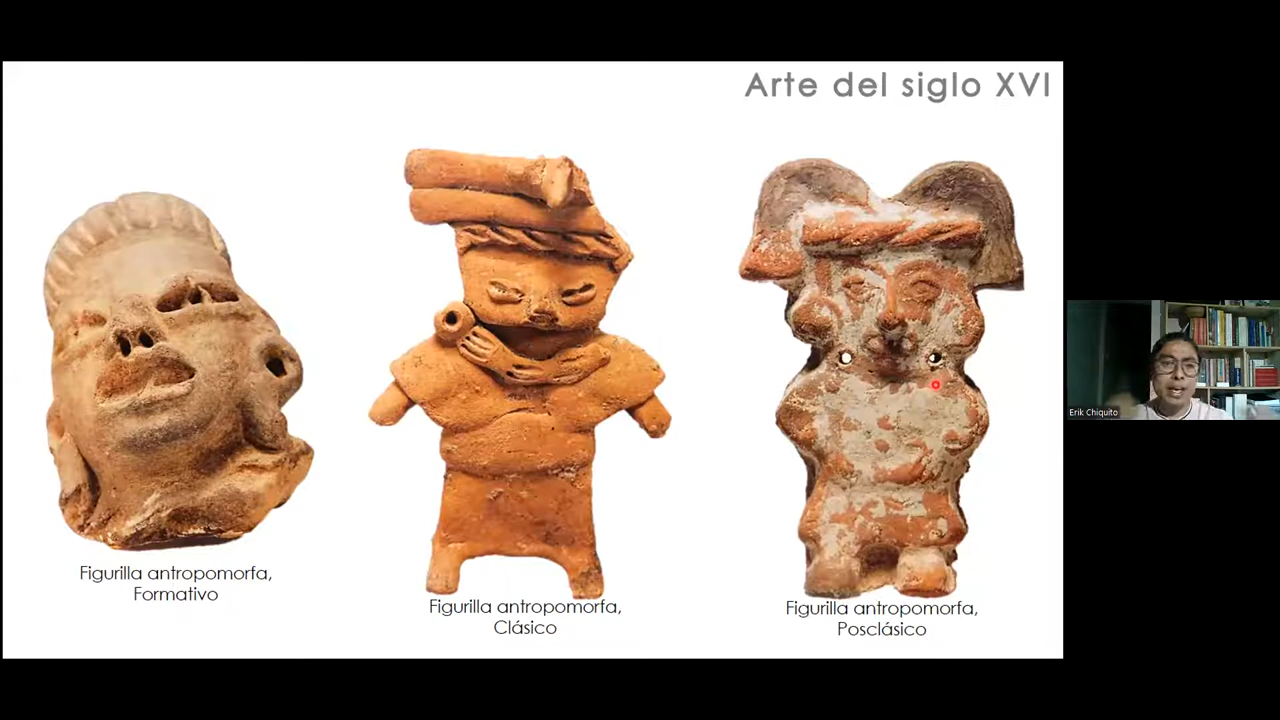 Arte del siglo XVI
Figurilla antropomorfa,
Formativo
Figurilla antropomorfa,
Clásico
Figurilla antropomorfa,
Posclásico
Erik Chiquito